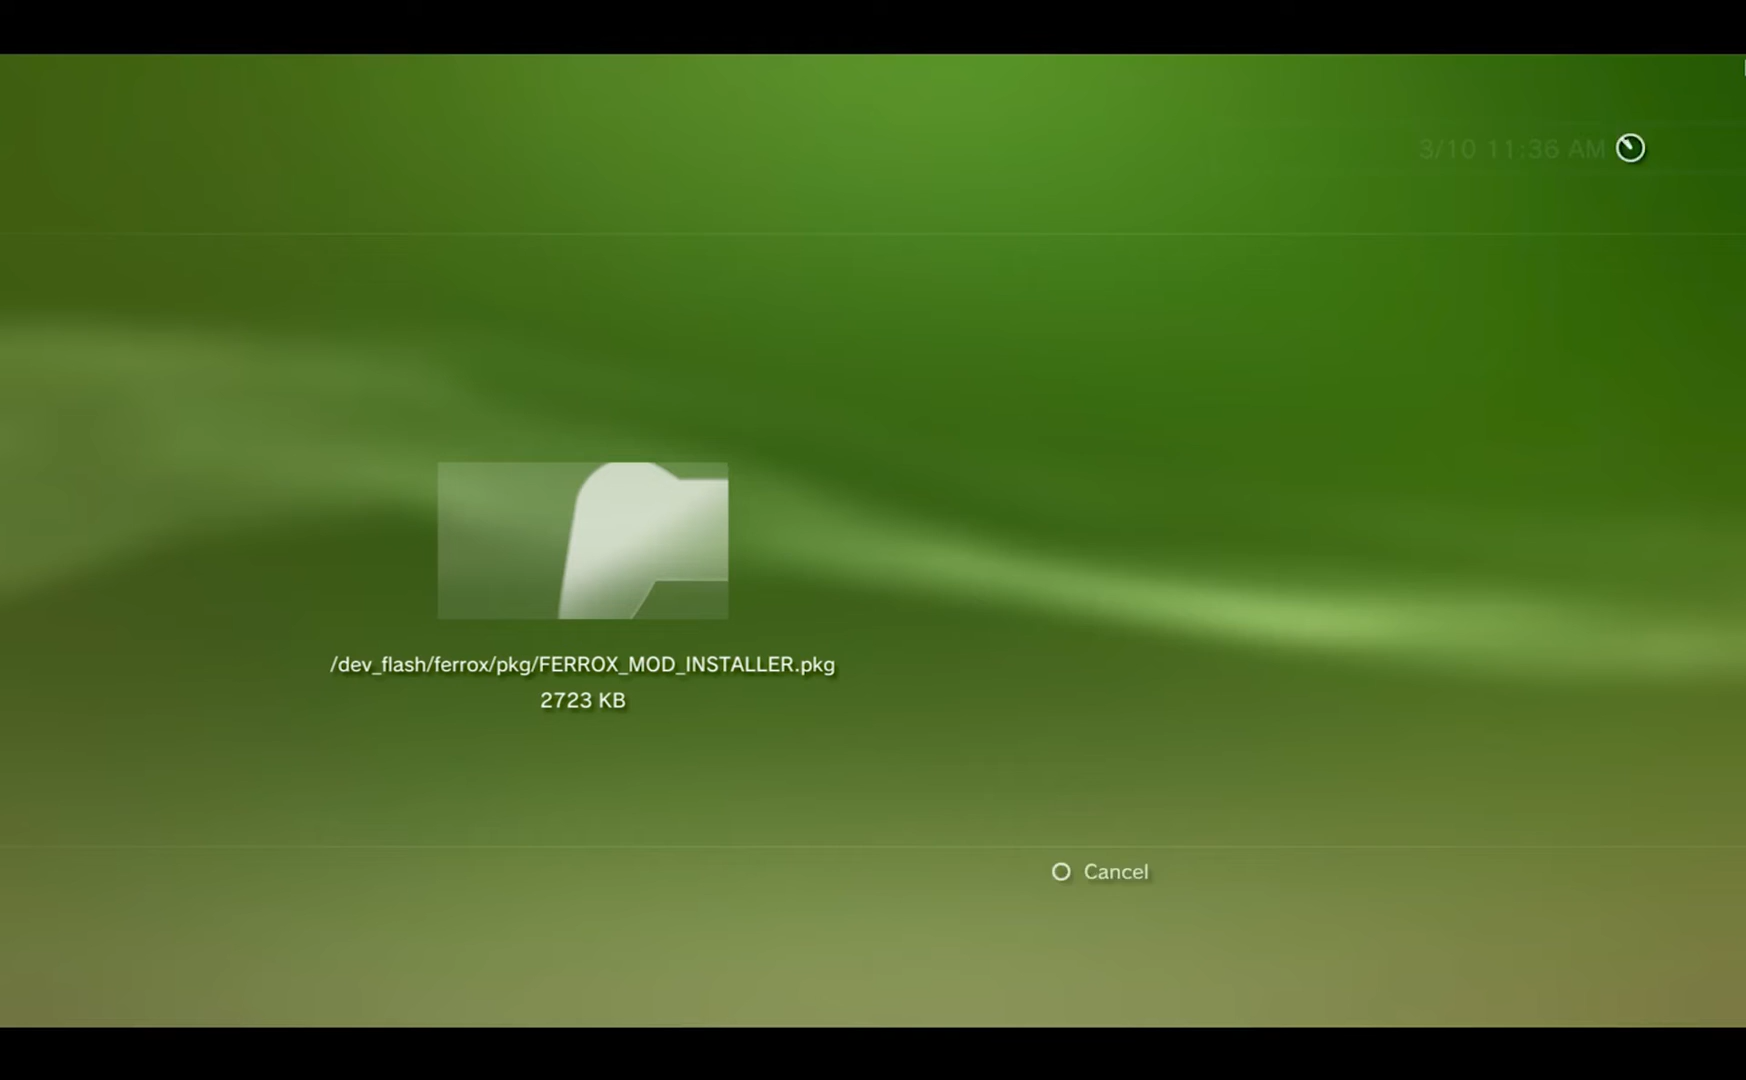 3/10 11:36 AM
/dev_flash/ferrox/pkg/FERROX_MOD_INSTALLER.pkg
2723 KB
Cancel